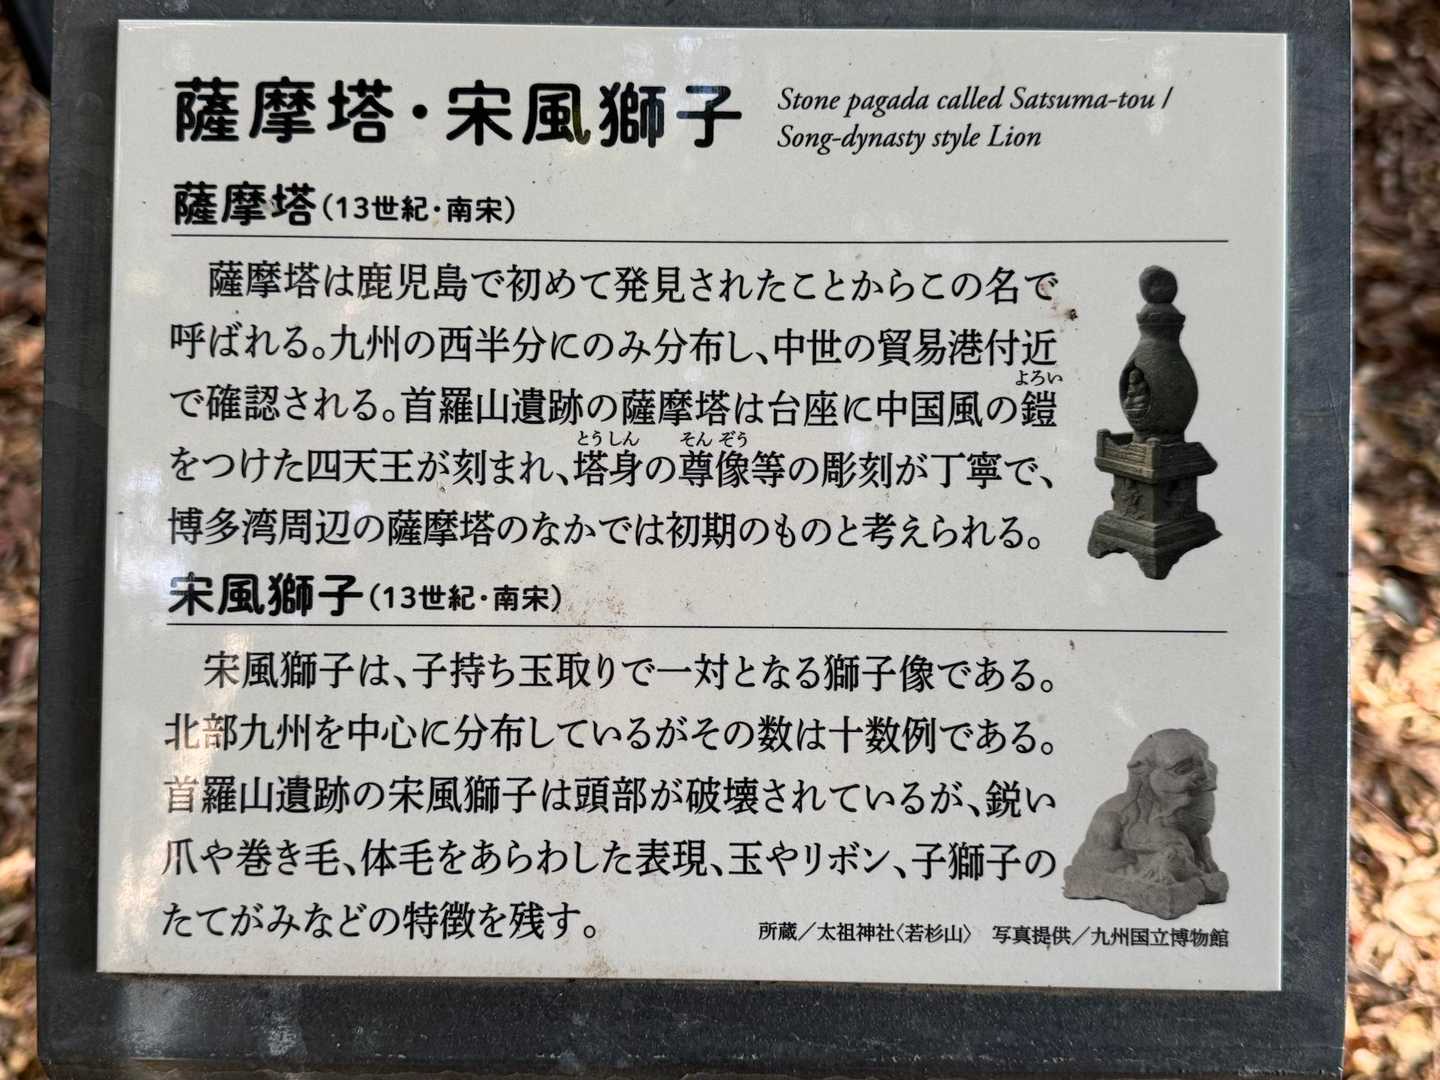 薩摩塔・宋風獅子
Stone pagada called Satsuma-tou /
Song-dynasty style Lion
薩摩塔(13世紀・南宋)
薩摩塔は鹿児島で初めて発見されたことからこの名で
呼ばれる。九州の西半分にのみ分布し、中世の貿易港付近
よろい
で確認される。首羅山遺跡の薩摩塔は台座に中国風の鎧
とうしん そんぞう
をつけた四天王が刻まれ、塔身の尊像等の彫刻が丁寧で、
博多湾周辺の薩摩塔のなかでは初期のものと考えられる。
宋風獅子(13世紀・南宋)
宋風獅子は、子持ち玉取りで一対となる獅子像である。
北部九州を中心に分布しているがその数は十数例である。
首羅山遺跡の宋風獅子は頭部が破壊されているが、鋭い
爪や巻き毛、体毛をあらわした表現、玉やリボン、子獅子の
たてがみなどの特徴を残す。
所蔵/太祖神社〈若杉山〉 写真提供/九州国立博物館